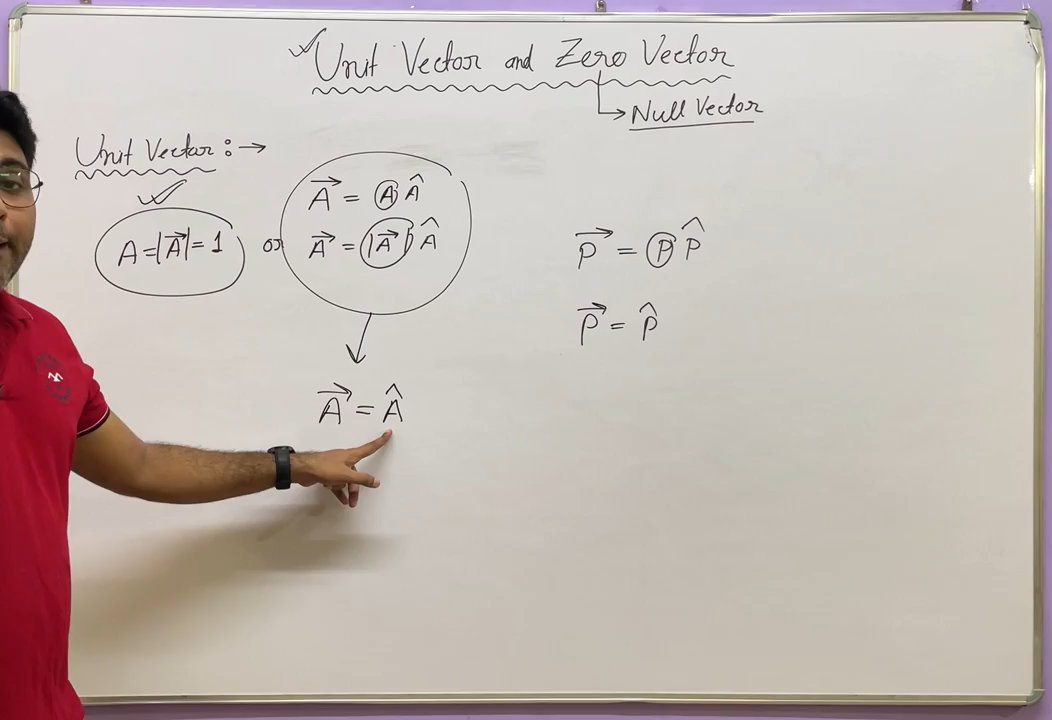 ✓Unit Vector and Zero Vector
↳ Null Vector
Unit Vector :→
✓
A = |A⃗| = 1 or
A⃗ = A Â
A⃗ = |A⃗| Â
A⃗ = Â
P⃗ = P P̂
P⃗ = P̂